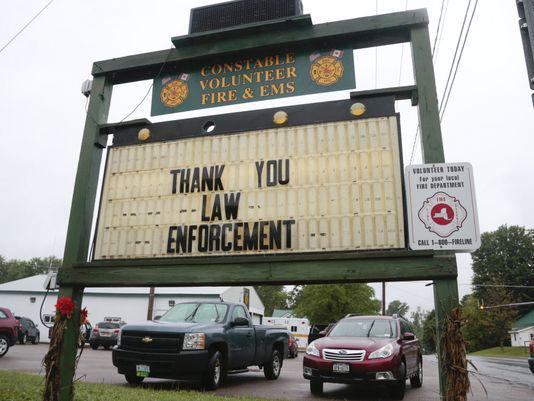 CONSTABLE
VOLUNTEER
FIRE & EMS
THANK YOU
LAW
ENFORCEMENT
VOLUNTEER TODAY
For your local
FIRE DEPARTMENT
EMS
CALL 1-800-FIRELINE